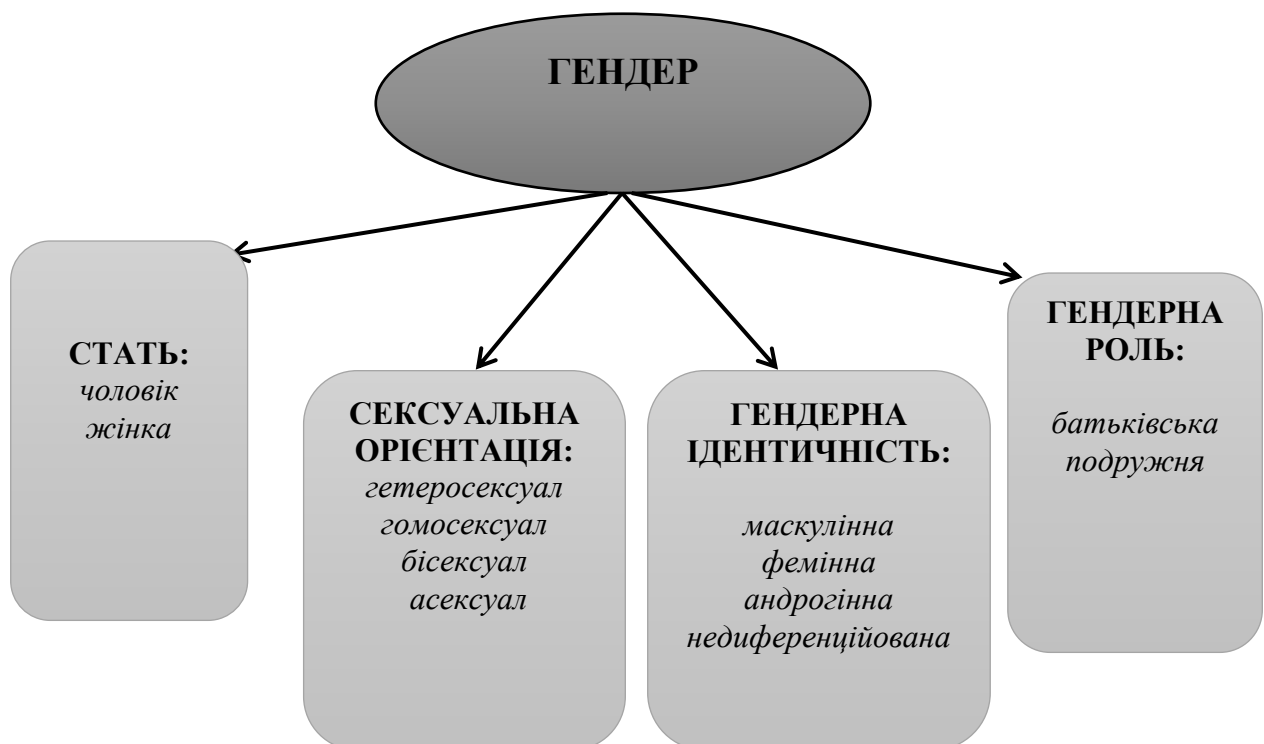 ГЕНДЕР
СТАТЬ:
чоловік
жінка
СЕКСУАЛЬНА
ОРІЄНТАЦІЯ:
гетеросексуал
гомосексуал
бісексуал
асексуал
ГЕНДЕРНА
ІДЕНТИЧНІСТЬ:
маскулінна
фемінна
андрогінна
недиференційована
ГЕНДЕРНА
РОЛЬ:
батьківська
подружня